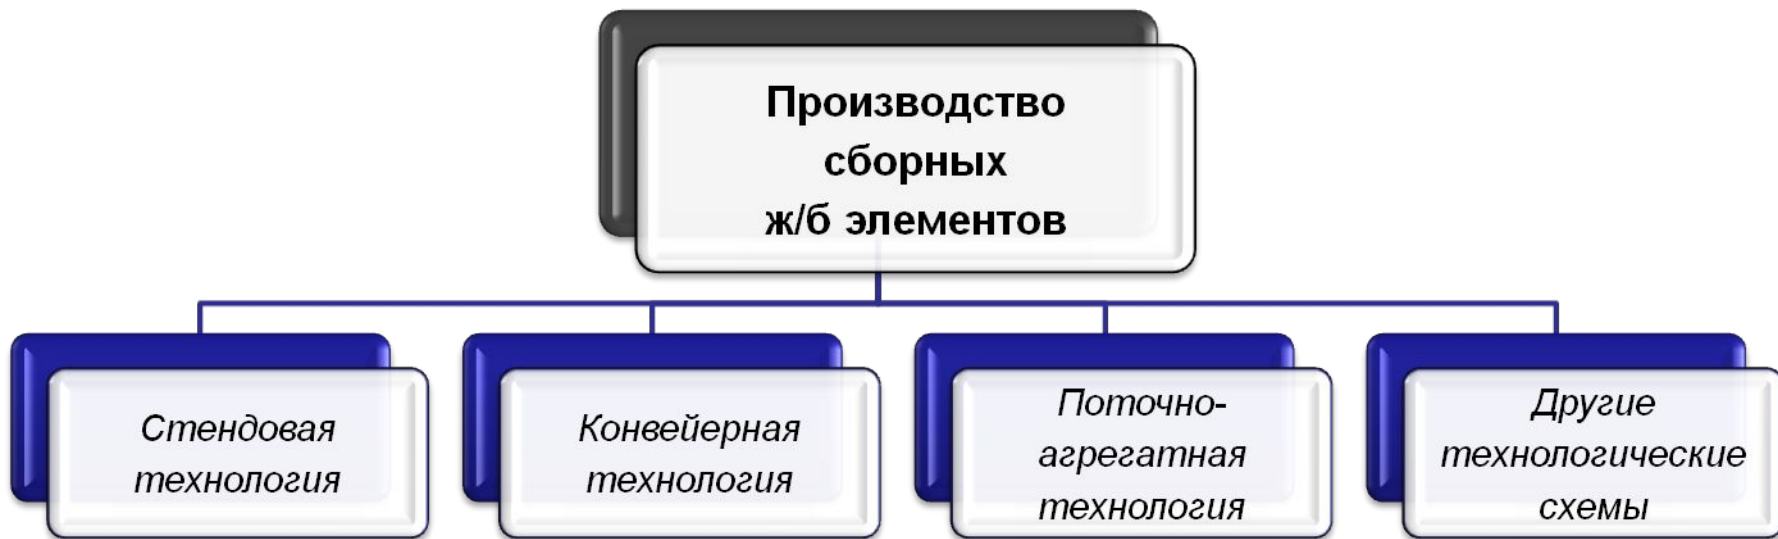 Производство
сборных
ж/б элементов
Стендовая
технология
Конвейерная
технология
Поточно-
агрегатная
технология
Другие
технологические
схемы